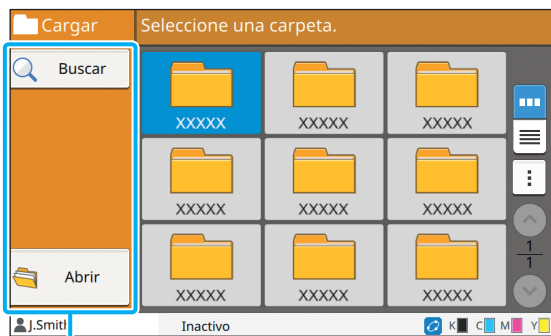 Cargar
Seleccione una carpeta.
Buscar
XXXXX XXXXX XXXXX
XXXXX XXXXX XXXXX
1
1
Abrir
XXXXX XXXXX XXXXX
J.Smith
Inactivo
K C M Y